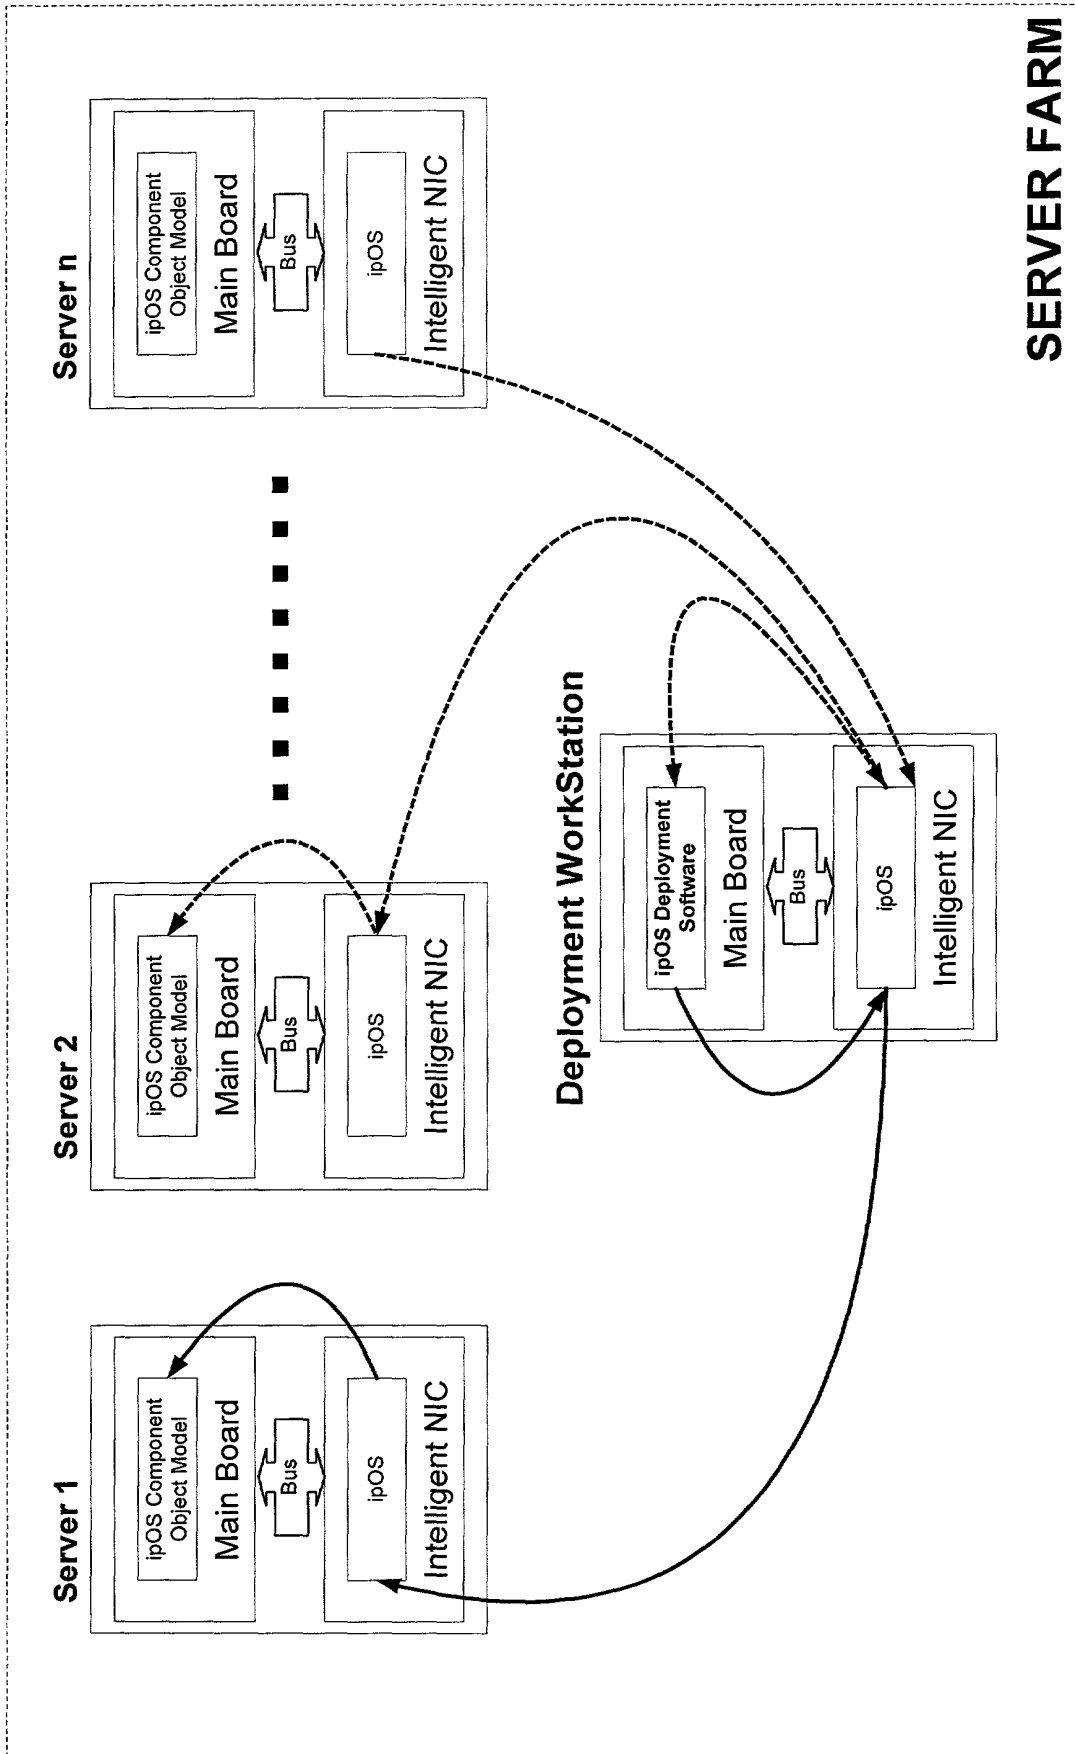 Server 1
ipOS Component
Object Model
Main Board
Bus
ipOS
Intelligent NIC
Server 2
ipOS Component
Object Model
Main Board
Bus
ipOS
Intelligent NIC
Server n
ipOS Component
Object Model
Main Board
Bus
ipOS
Intelligent NIC
Deployment WorkStation
ipOS Deployment
Software
Main Board
Bus
ipOS
Intelligent NIC
SERVER FARM